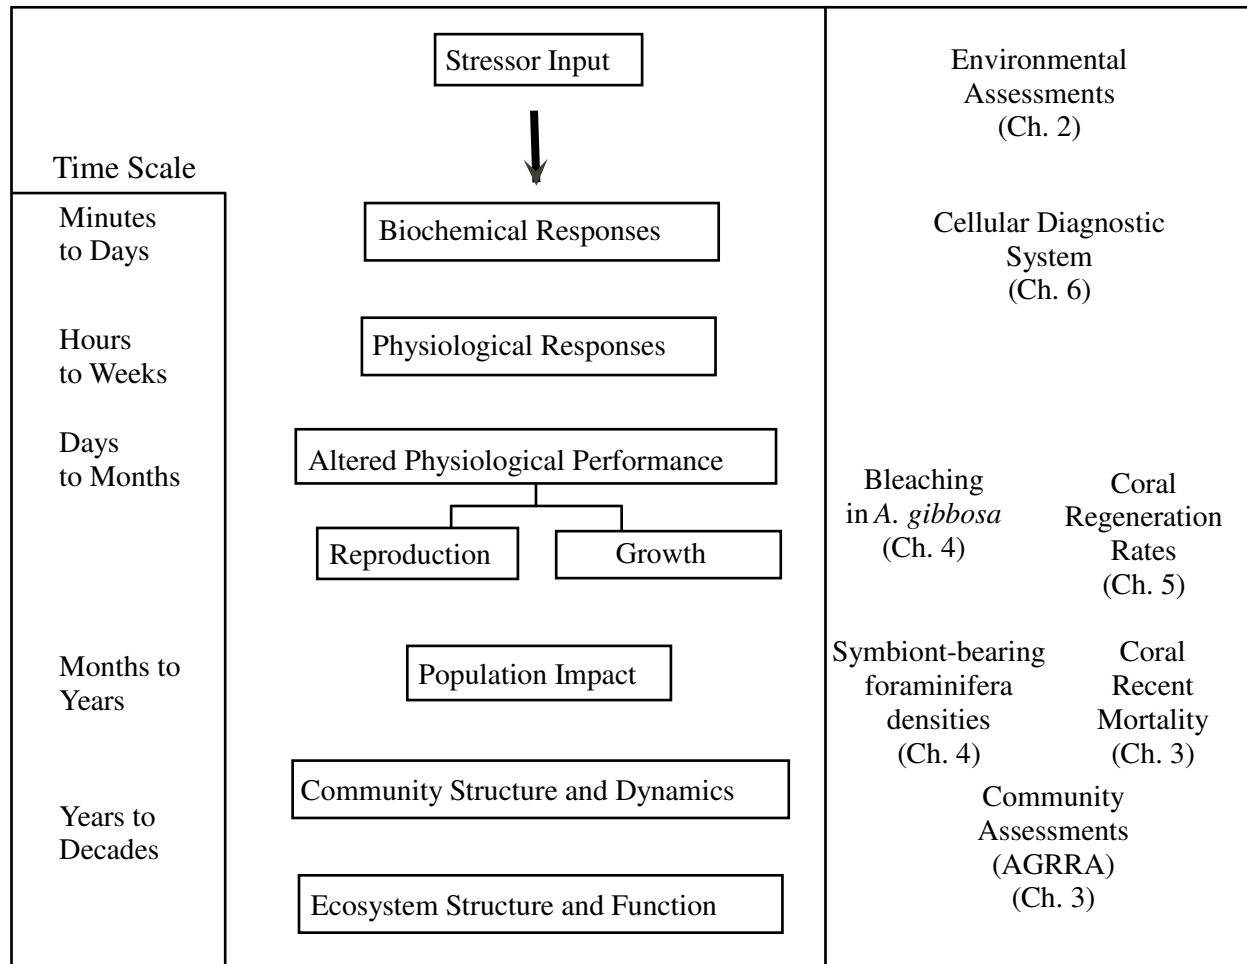 Stressor Input
Environmental
Assessments
(Ch. 2)
Time Scale
Minutes
to Days
Biochemical Responses
Cellular Diagnostic
System
(Ch. 6)
Hours
to Weeks
Physiological Responses
Days
to Months
Altered Physiological Performance
Reproduction
Growth
Bleaching
in A. gibbosa
(Ch. 4)
Coral
Regeneration
Rates
(Ch. 5)
Months to
Years
Population Impact
Symbiont-bearing
foraminifera
densities
(Ch. 4)
Coral
Recent
Mortality
(Ch. 3)
Years to
Decades
Community Structure and Dynamics
Ecosystem Structure and Function
Community
Assessments
(AGRRA)
(Ch. 3)